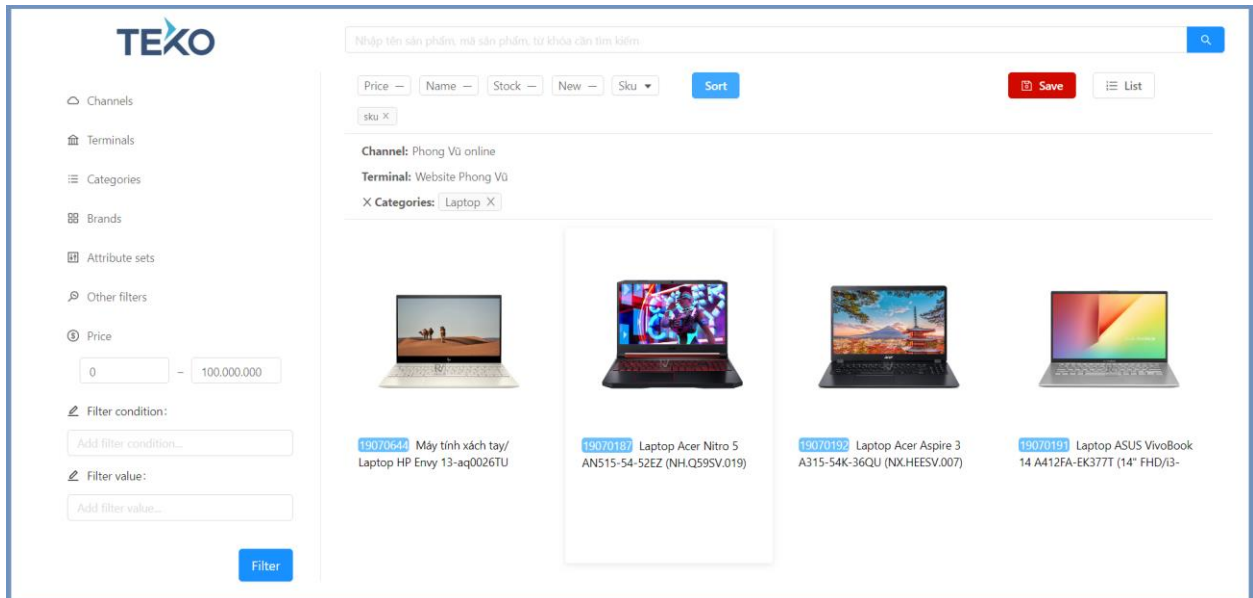 TEKO
Nhập tên sản phẩm, mã sản phẩm, từ khóa cần tìm kiếm
Price
Name
Stock
New
Sku
Sort
Save
List
sku ×
Channel: Phong Vũ online
Terminal: Website Phong Vũ
X Categories: Laptop X
Channels
Terminals
Categories
Brands
Attribute sets
Other filters
Price
0 – 100.000.000
Filter condition:
Add filter condition...
Filter value:
Add filter value...
Filter
19070644 Máy tính xách tay/
Laptop HP Envy 13-aq0026TU
19070187 Laptop Acer Nitro 5
AN515-54-52EZ (NH.Q59SV.019)
19070192 Laptop Acer Aspire 3
A315-54K-36QU (NX.HEESV.007)
19070191 Laptop ASUS VivoBook
14 A412FA-EK377T (14" FHD/i3-